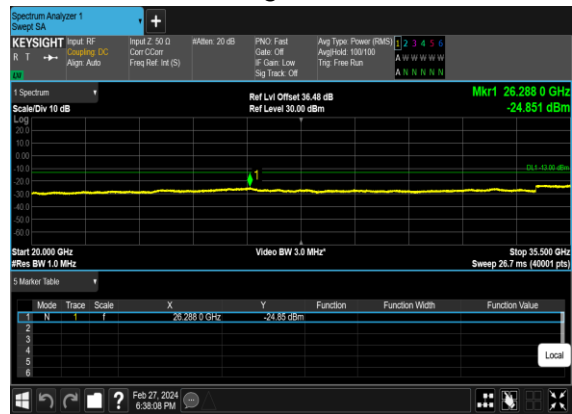 Spectrum Analyzer 1
Swept SA
KEYSIGHT Input: RF Input Z: 50 Ω #Atten: 20 dB PNO: Fast Avg Type: Power (RMS) 1 2 3 4 5 6
R T Coupling: DC Corr CCorr Gate: Off Avg|Hold: 100/100 A W W W W W
Align: Auto Freq Ref: Int (S) IF Gain: Low Trig: Free Run
LXI Sig Track: Off A N N N N N
1 Spectrum Ref Lvl Offset 36.48 dB Mkr1 26.288 0 GHz
Scale/Div 10 dB Ref Level 30.00 dBm -24.851 dBm
Log
20.0
10.0
0.00
-10.0 1 DL1 -13.00 dBm
-20.0
-30.0
-40.0
-50.0
-60.0
Start 20.000 GHz Video BW 3.0 MHz* Stop 35.500 GHz
#Res BW 1.0 MHz Sweep 26.7 ms (40001 pts)
5 Marker Table
Mode Trace Scale X Y Function Function Width Function Value
1 N 1 f 26.288 0 GHz -24.85 dBm
2
3
4
5
6
Local
? Feb 27, 2024
6:38:08 PM